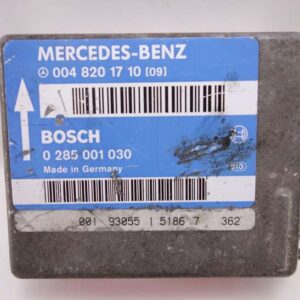 MERCEDES-BENZ
004 820 17 10 [09]
BOSCH
0 285 001 030
Made in Germany
001 93055 1 5186 7 362